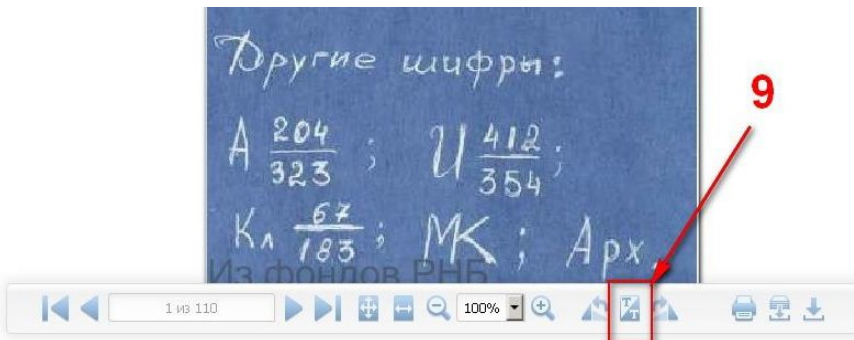 Другие шифры:
9
А 204/323 ; И 412/354 ;
Кл 67/183 ; МК ; Арх.
Из фондов РНБ
1 из 110
100%
T/T